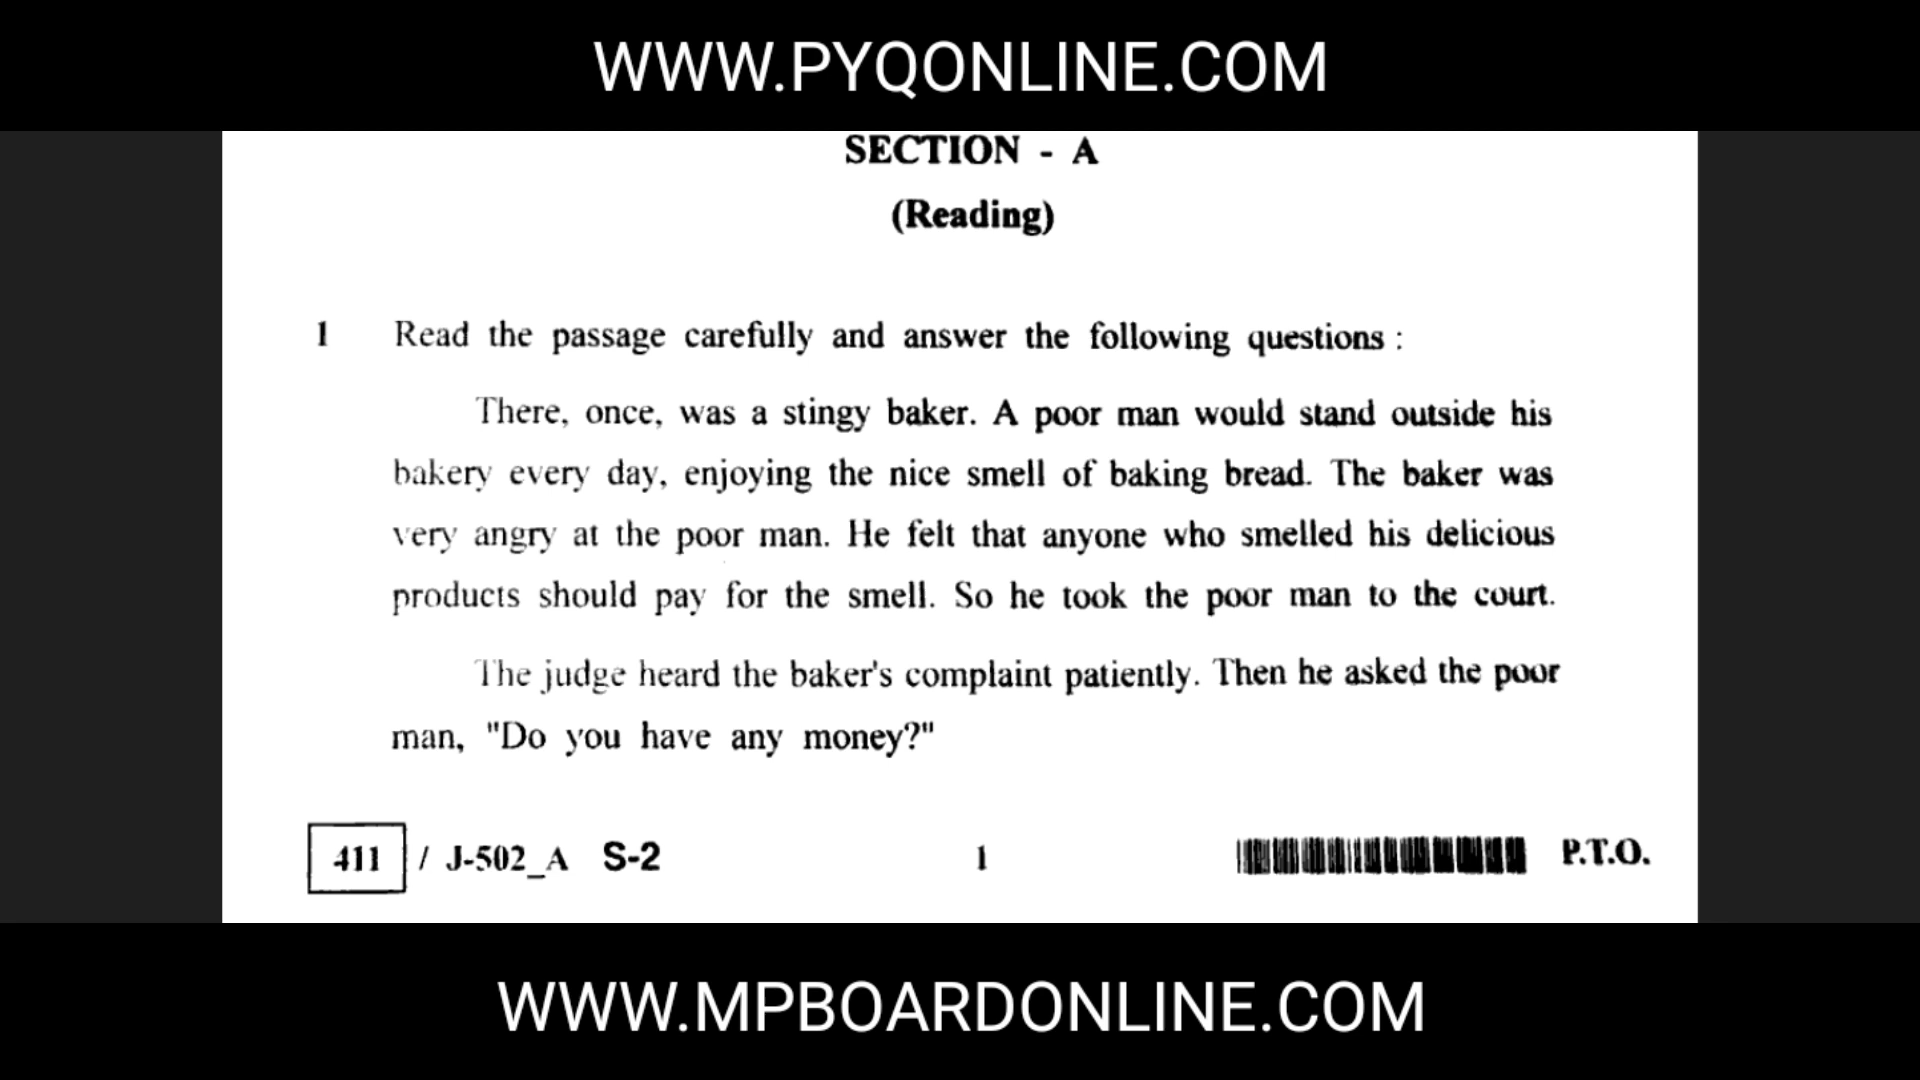 WWW.PYQONLINE.COM
SECTION - A
(Reading)
1 Read the passage carefully and answer the following questions :
There, once, was a stingy baker. A poor man would stand outside his
bakery every day, enjoying the nice smell of baking bread. The baker was
very angry at the poor man. He felt that anyone who smelled his delicious
products should pay for the smell. So he took the poor man to the court.
The judge heard the baker's complaint patiently. Then he asked the poor
man, "Do you have any money?"
411 / J-502_A S-2 1 P.T.O.
WWW.MPBOARDONLINE.COM